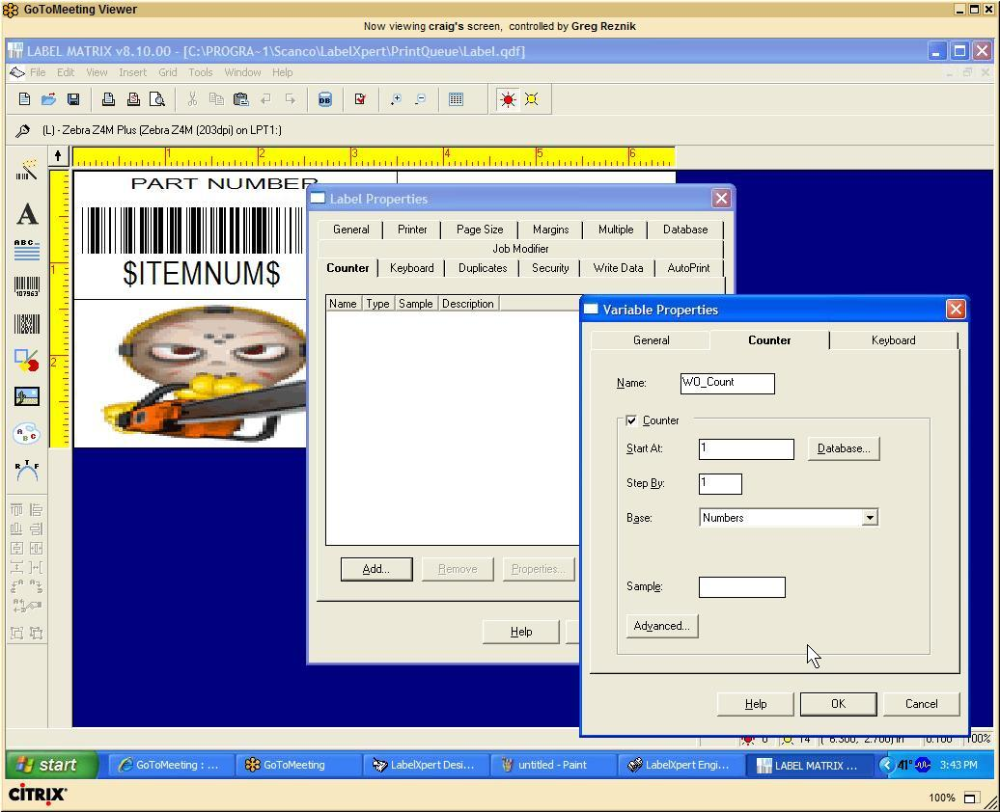 GoToMeeting Viewer
Now viewing craig's screen,  controlled by Greg Reznik
LABEL MATRIX v8.10.00 - [C:\PROGRA~1\Scanco\LabelXpert\PrintQueue\Label.qdf]
File Edit View Insert Grid Tools Window Help
DB
(L) - Zebra Z4M Plus (Zebra Z4M (203dpi) on LPT1:)
1 2 3 4 5 6
A
ABC
107963
A B C
R T F
1
2
PART NUMBER
$ITEMNUM$
Label Properties
General Printer Page Size Margins Multiple Database
Job Modifier
Counter Keyboard Duplicates Security Write Data AutoPrint
Name Type Sample Description
Add... Remove Properties...
Help
Variable Properties
General Counter Keyboard
Name: WO_Count
Counter
Start At: 1 Database...
Step By: 1
Base: Numbers
Sample:
Advanced...
Help OK Cancel
0.100 100%
start GoToMeeting : ... GoToMeeting LabelXpert Desi... untitled - Paint LabelXpert Engi... LABEL MATRIX ... 41° 3:43 PM
CITRIX 100%